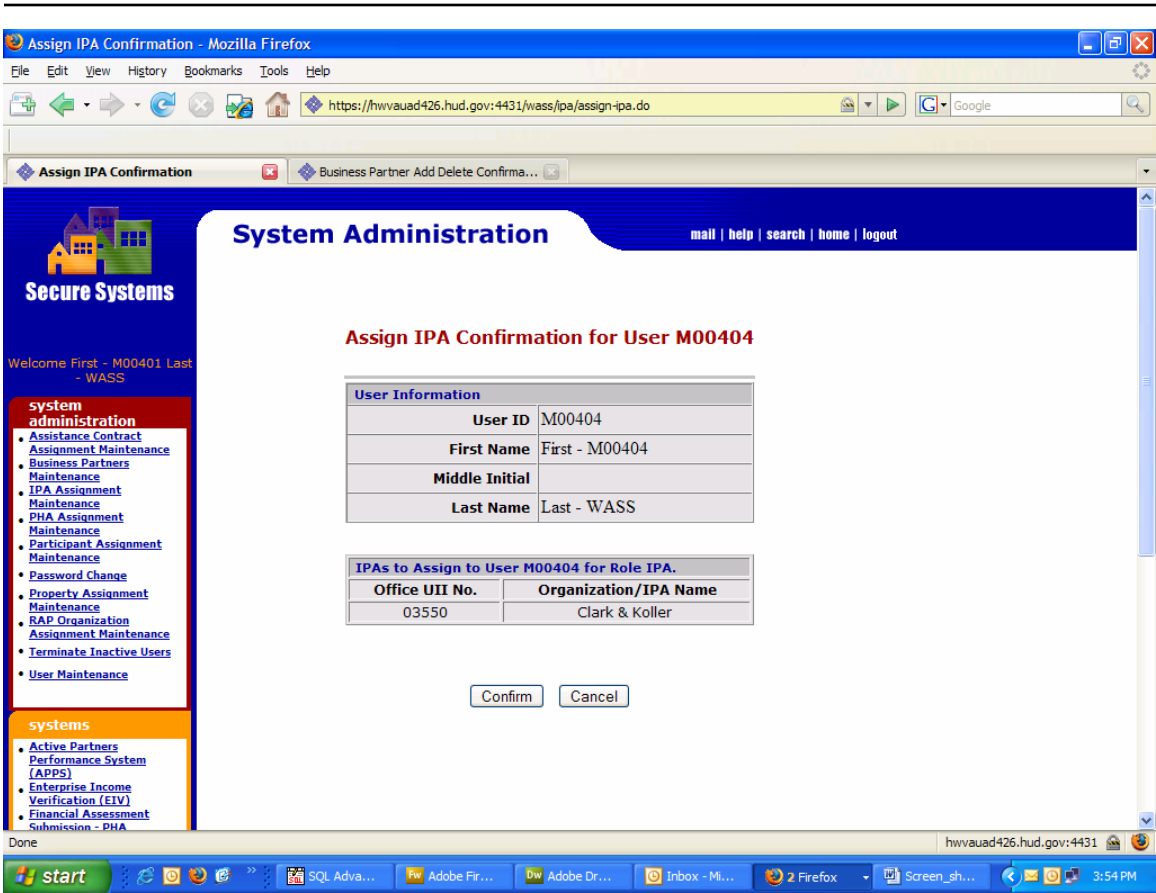 Assign IPA Confirmation - Mozilla Firefox
File Edit View History Bookmarks Tools Help
https://hwvauad426.hud.gov:4431/wass/ipa/assign-ipa.do
G Google
Assign IPA Confirmation
Business Partner Add Delete Confirma...
System Administration
mail | help | search | home | logout
Secure Systems
Welcome First - M00401 Last
- WASS
system
administration
Assistance Contract
Assignment Maintenance
Business Partners
Maintenance
IPA Assignment
Maintenance
PHA Assignment
Maintenance
Participant Assignment
Maintenance
Password Change
Property Assignment
Maintenance
RAP Organization
Assignment Maintenance
Terminate Inactive Users
User Maintenance
systems
Active Partners
Performance System
(APPS)
Enterprise Income
Verification (EIV)
Financial Assessment
Submission - PHA
Assign IPA Confirmation for User M00404
User Information
User ID M00404
First Name First - M00404
Middle Initial
Last Name Last - WASS
IPAs to Assign to User M00404 for Role IPA.
Office UII No. Organization/IPA Name
03550 Clark & Koller
Confirm Cancel
Done
hwvauad426.hud.gov:4431
start
SQL Adva...
Fw Adobe Fir...
Dw Adobe Dr...
Inbox - Mi...
2 Firefox
Screen_sh...
3:54 PM